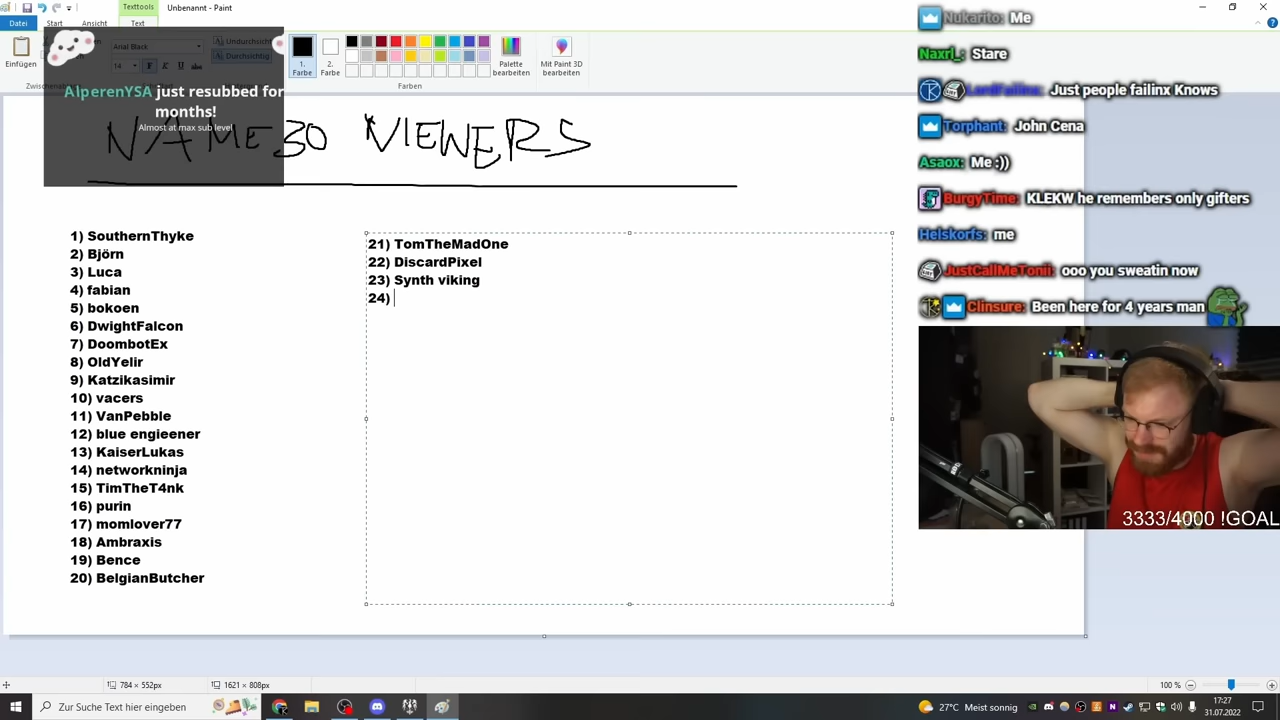 Texttools
Unbenannt - Paint
Datei
Start
Ansicht
Text
Einfügen
Arial Black
14
Undurchsichtig
Durchsichtig
1.
Farbe
2.
Farbe
Palette
bearbeiten
Mit Paint 3D
bearbeiten
Farben
AlperenYSA just resubbed for
months!
Almost at max sub level
NAME 30 VIEWERS
1) SouthernThyke
2) Björn
3) Luca
4) fabian
5) bokoen
6) DwightFalcon
7) DoombotEx
8) OldYelir
9) Katzikasimir
10) vacers
11) VanPebble
12) blue engieener
13) KaiserLukas
14) networkninja
15) TimTheT4nk
16) purin
17) momlover77
18) Ambraxis
19) Bence
20) BelgianButcher
21) TomTheMadOne
22) DiscardPixel
23) Synth viking
24)
Nukarito: Me
Naxrl_: Stare
LordFailinx: Just people failinx Knows
Torphant: John Cena
Asaox: Me :))
BurgyTime: KLEKW he remembers only gifters
Helskorfs: me
JustCallMeTonii: ooo you sweatin now
Clinsure: Been here for 4 years man
3333/4000 !GOAL
784 × 552px
1621 × 808px
100 %
Zur Suche Text hier eingeben
27°C Meist sonnig
17:27
31.07.2022